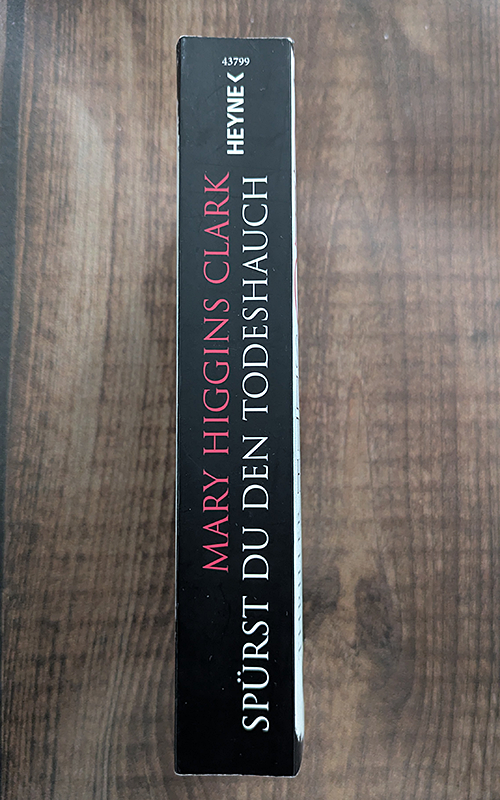 43799
HEYNE<
MARY HIGGINS CLARK
SPÜRST DU DEN TODESHAUCH